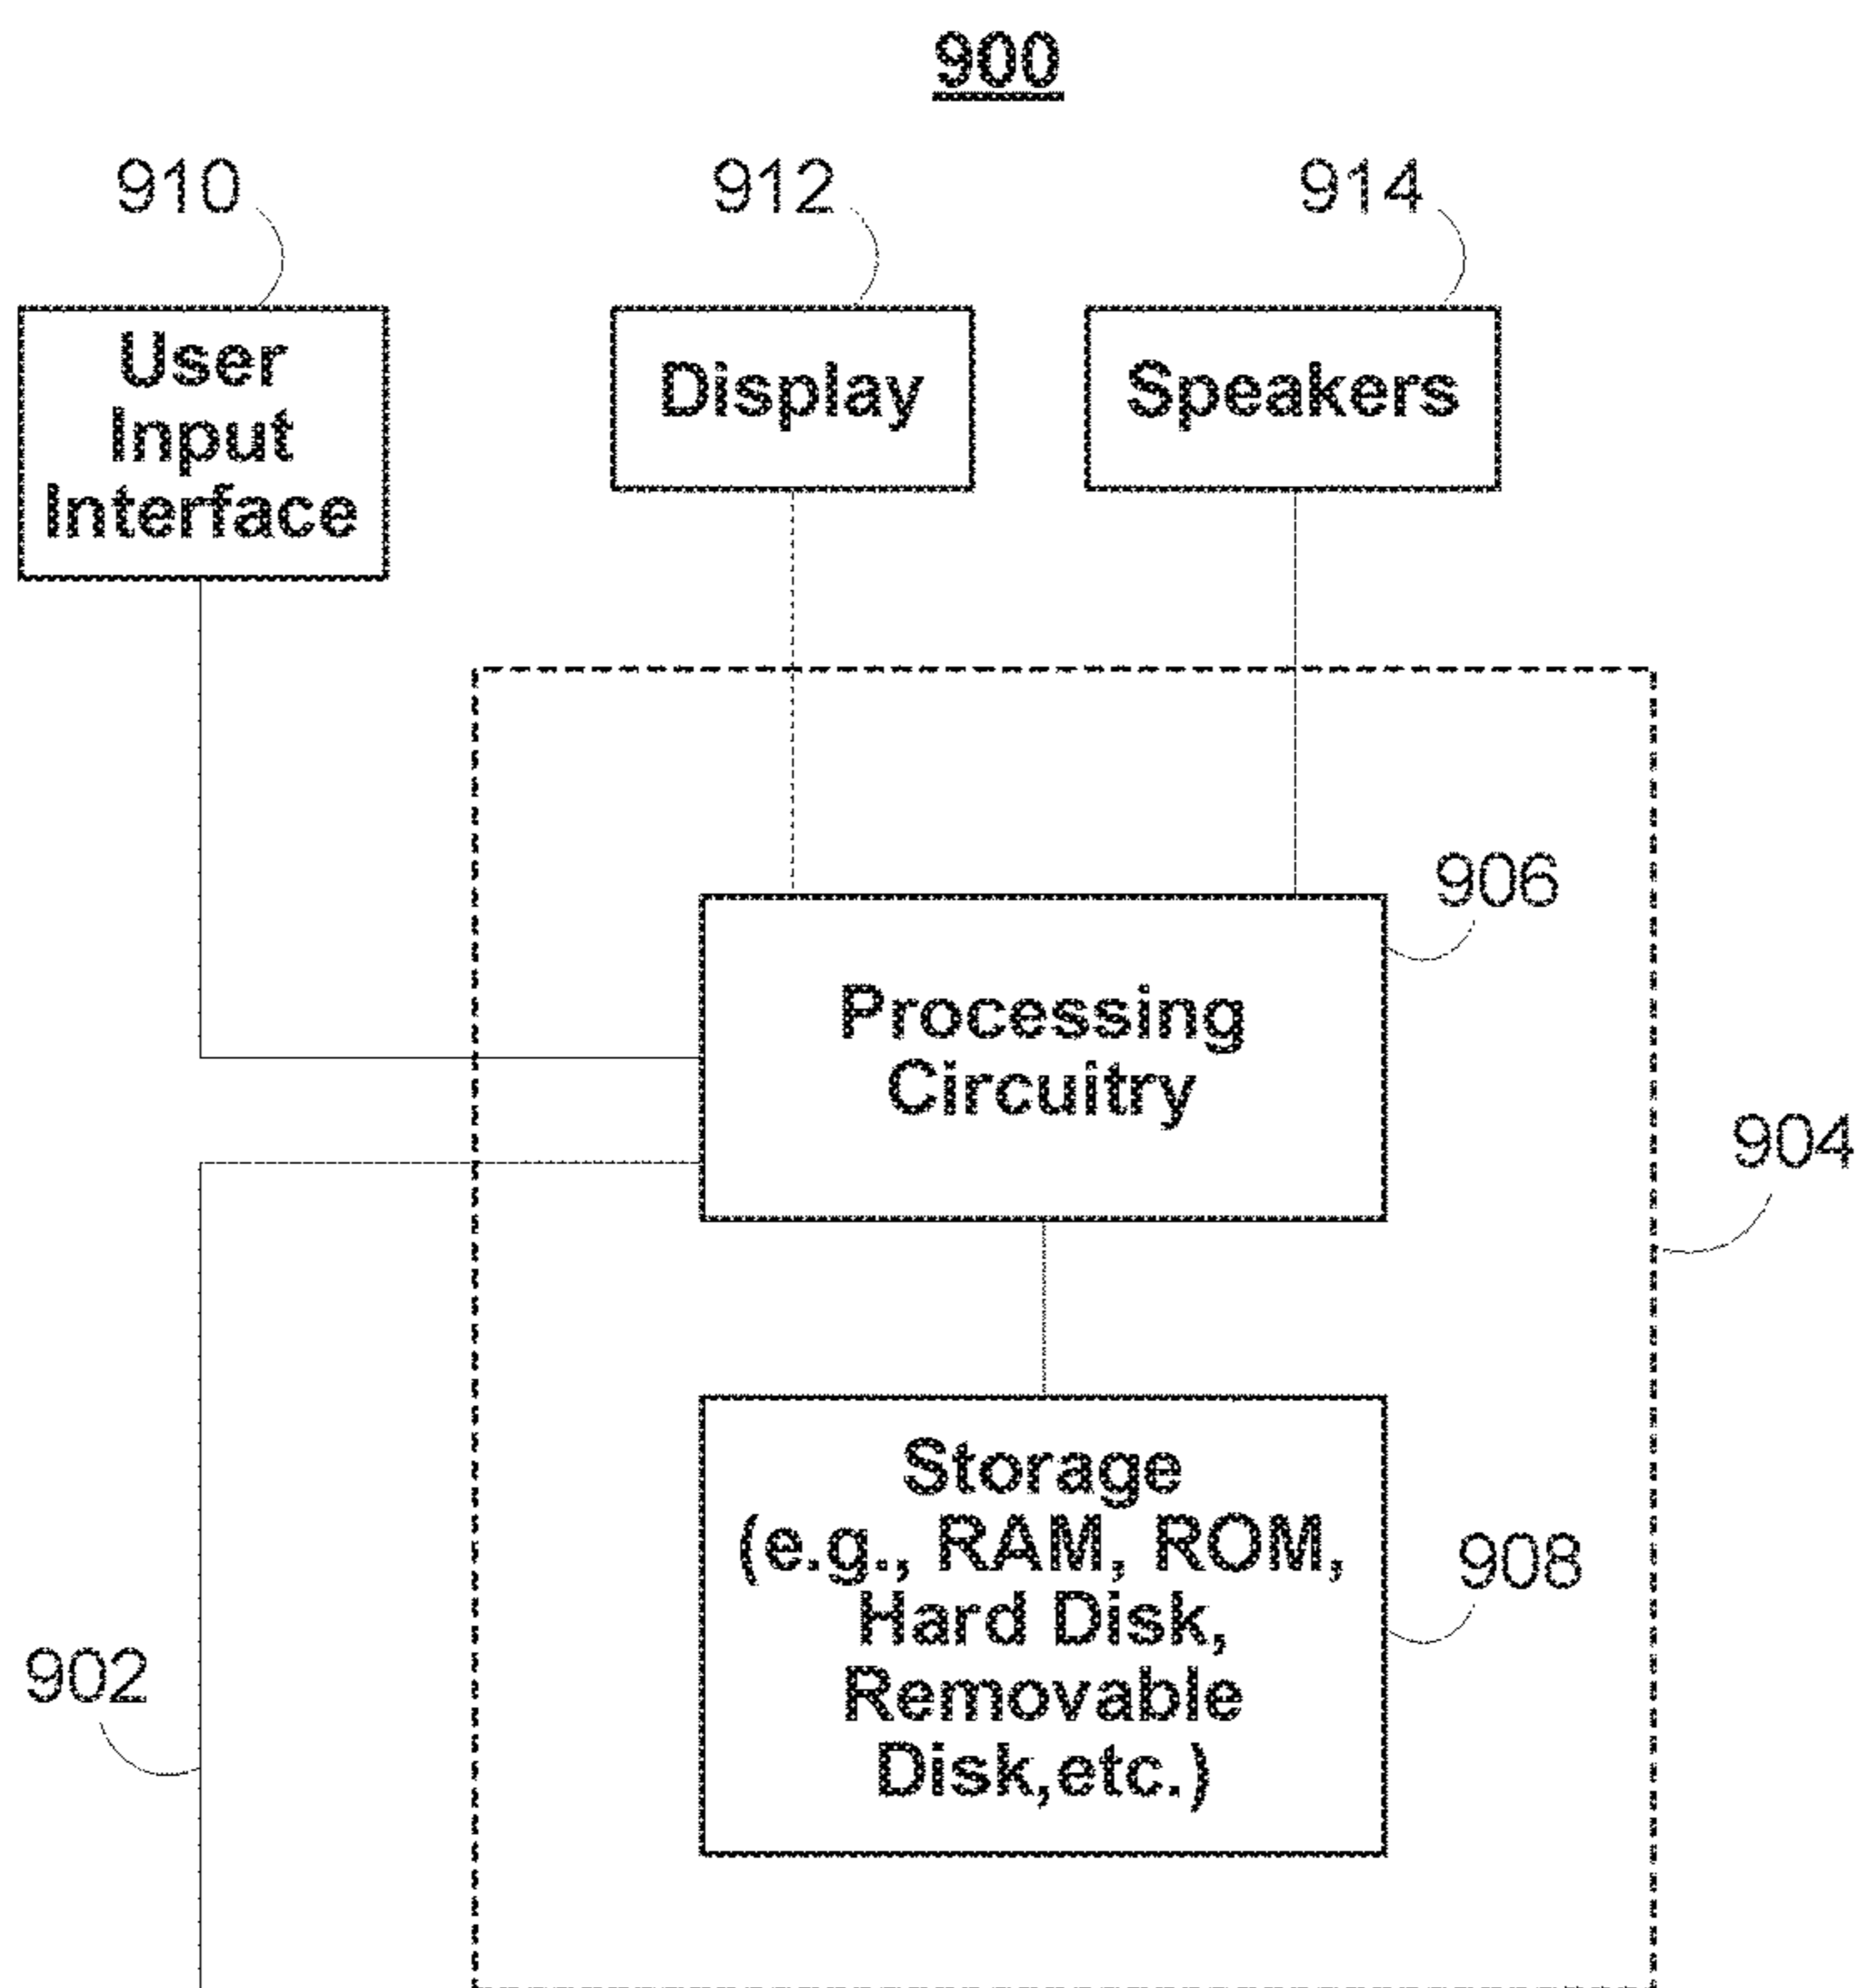 900
910
912
914
User
Input
Interface
Display
Speakers
906
Processing
Circuitry
904
Storage
(e.g., RAM, ROM,
Hard Disk,
Removable
Disk,etc.)
908
902